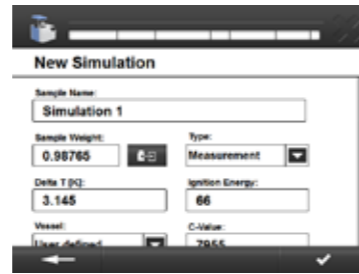 New Simulation
Sample Name:
Simulation 1
Sample Weight: Type:
0.98765 Measurement
Delta T [K]: Ignition Energy:
3.145 66
Vessel: C-Value:
User defined 7955